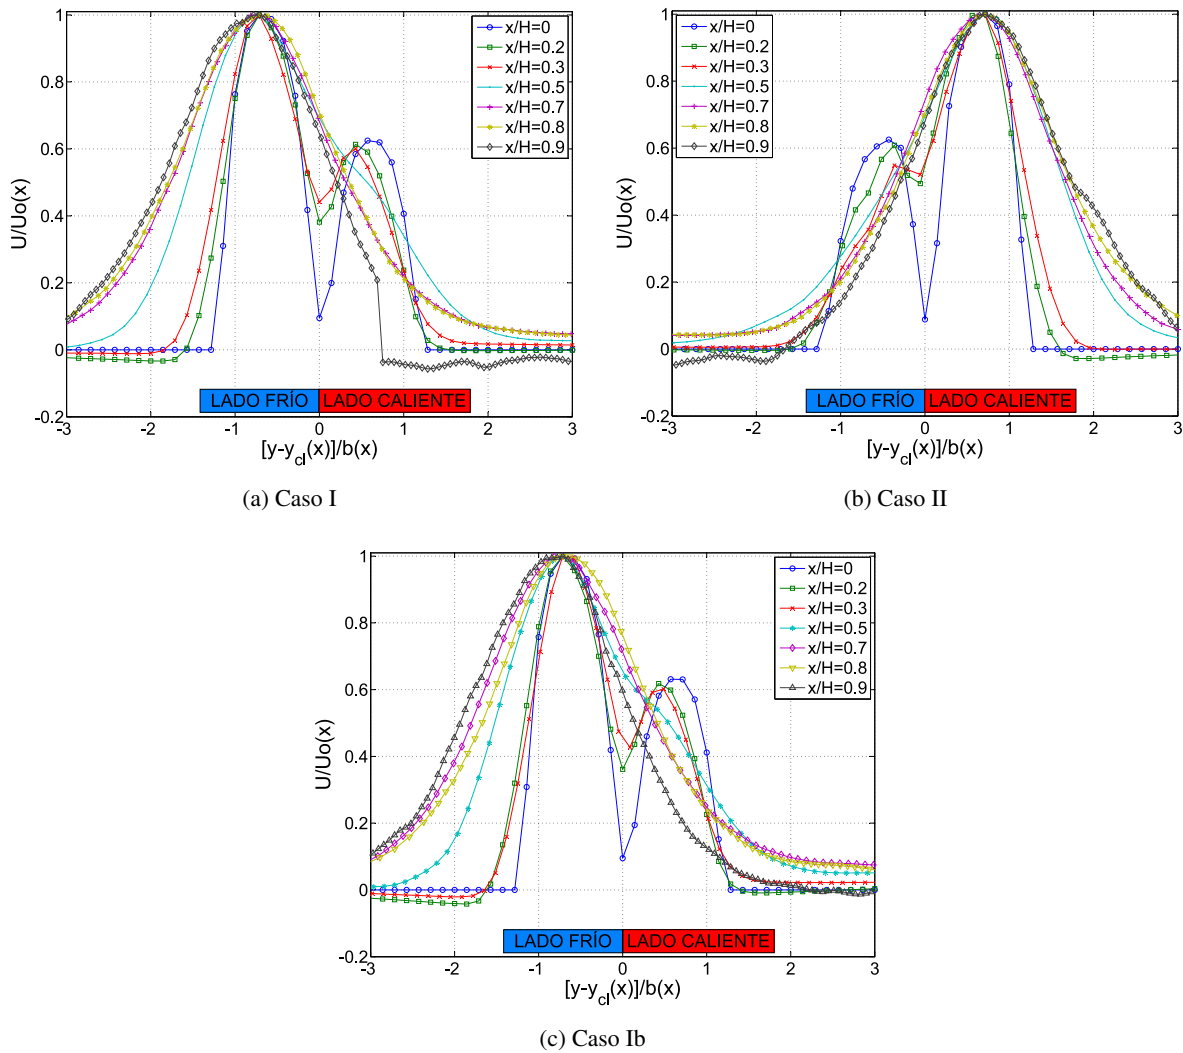 1
0.8
0.6
0.4
0.2
0
-0.2
U/Uo(x)
x/H=0
x/H=0.2
x/H=0.3
x/H=0.5
x/H=0.7
x/H=0.8
x/H=0.9
LADO FRÍO
LADO CALIENTE
-3 -2 -1 0 1 2 3
[y-ycl(x)]/b(x)
(a) Caso I
1
0.8
0.6
0.4
0.2
0
-0.2
U/Uo(x)
x/H=0
x/H=0.2
x/H=0.3
x/H=0.5
x/H=0.7
x/H=0.8
x/H=0.9
LADO FRÍO
LADO CALIENTE
-3 -2 -1 0 1 2 3
[y-ycl(x)]/b(x)
(b) Caso II
1
0.8
0.6
0.4
0.2
0
-0.2
U/Uo(x)
x/H=0
x/H=0.2
x/H=0.3
x/H=0.5
x/H=0.7
x/H=0.8
x/H=0.9
LADO FRÍO
LADO CALIENTE
-3 -2 -1 0 1 2 3
[y-ycl(x)]/b(x)
(c) Caso Ib